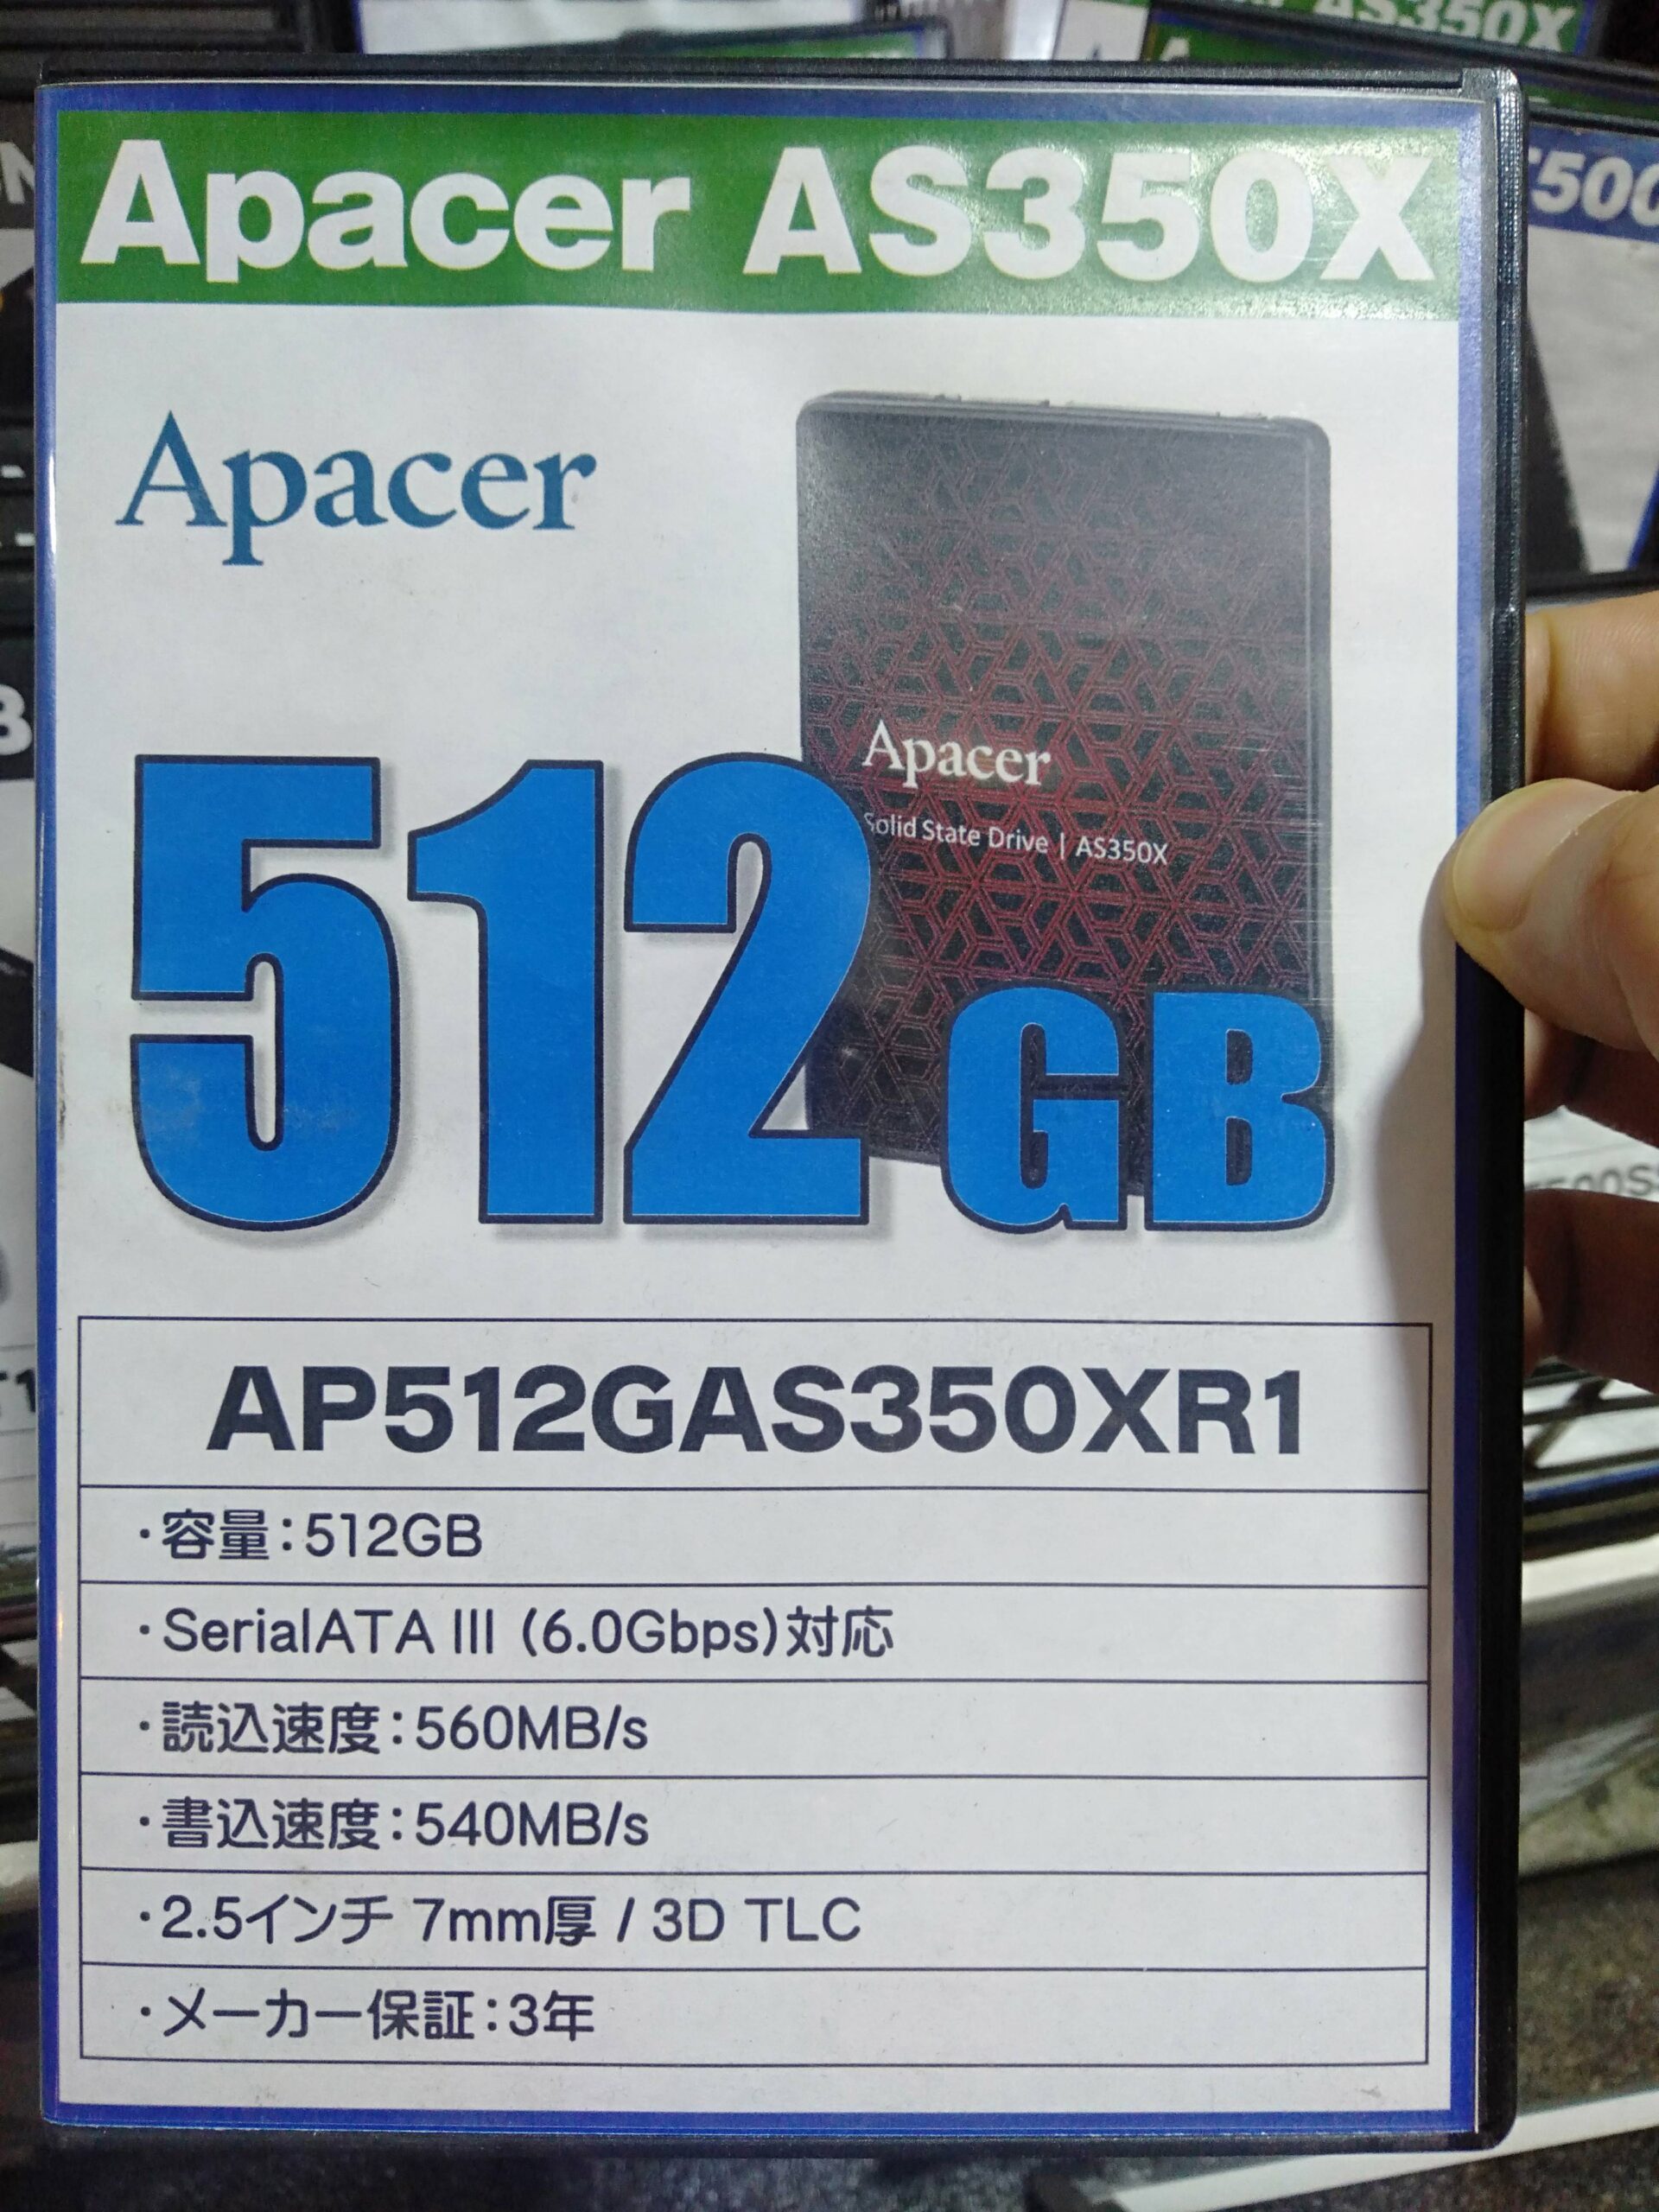 AS350X
Apacer AS350X
Apacer
Apacer
Solid State Drive | AS350X
512GB
AP512GAS350XR1
・容量：512GB
・SerialATA III (6.0Gbps)対応
・読込速度：560MB/s
・書込速度：540MB/s
・2.5インチ 7mm厚 / 3D TLC
・メーカー保証：3年